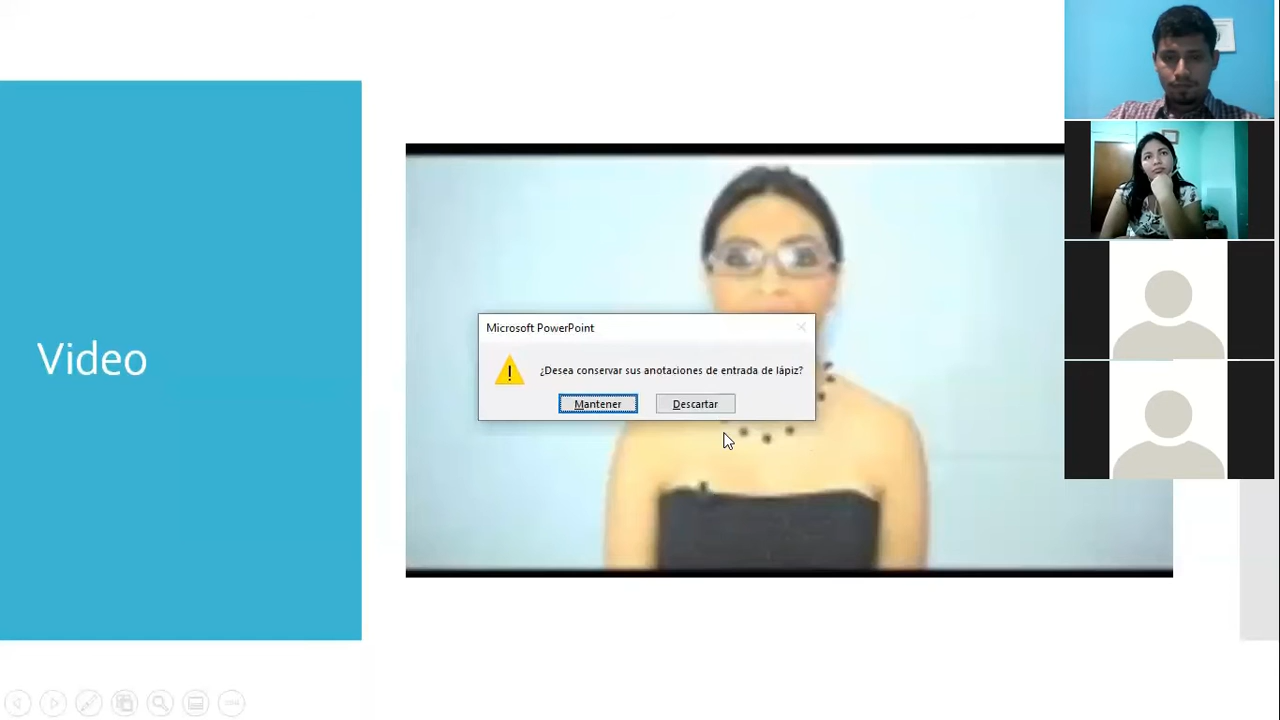 Video
Microsoft PowerPoint
¿Desea conservar sus anotaciones de entrada de lápiz?
Mantener
Descartar